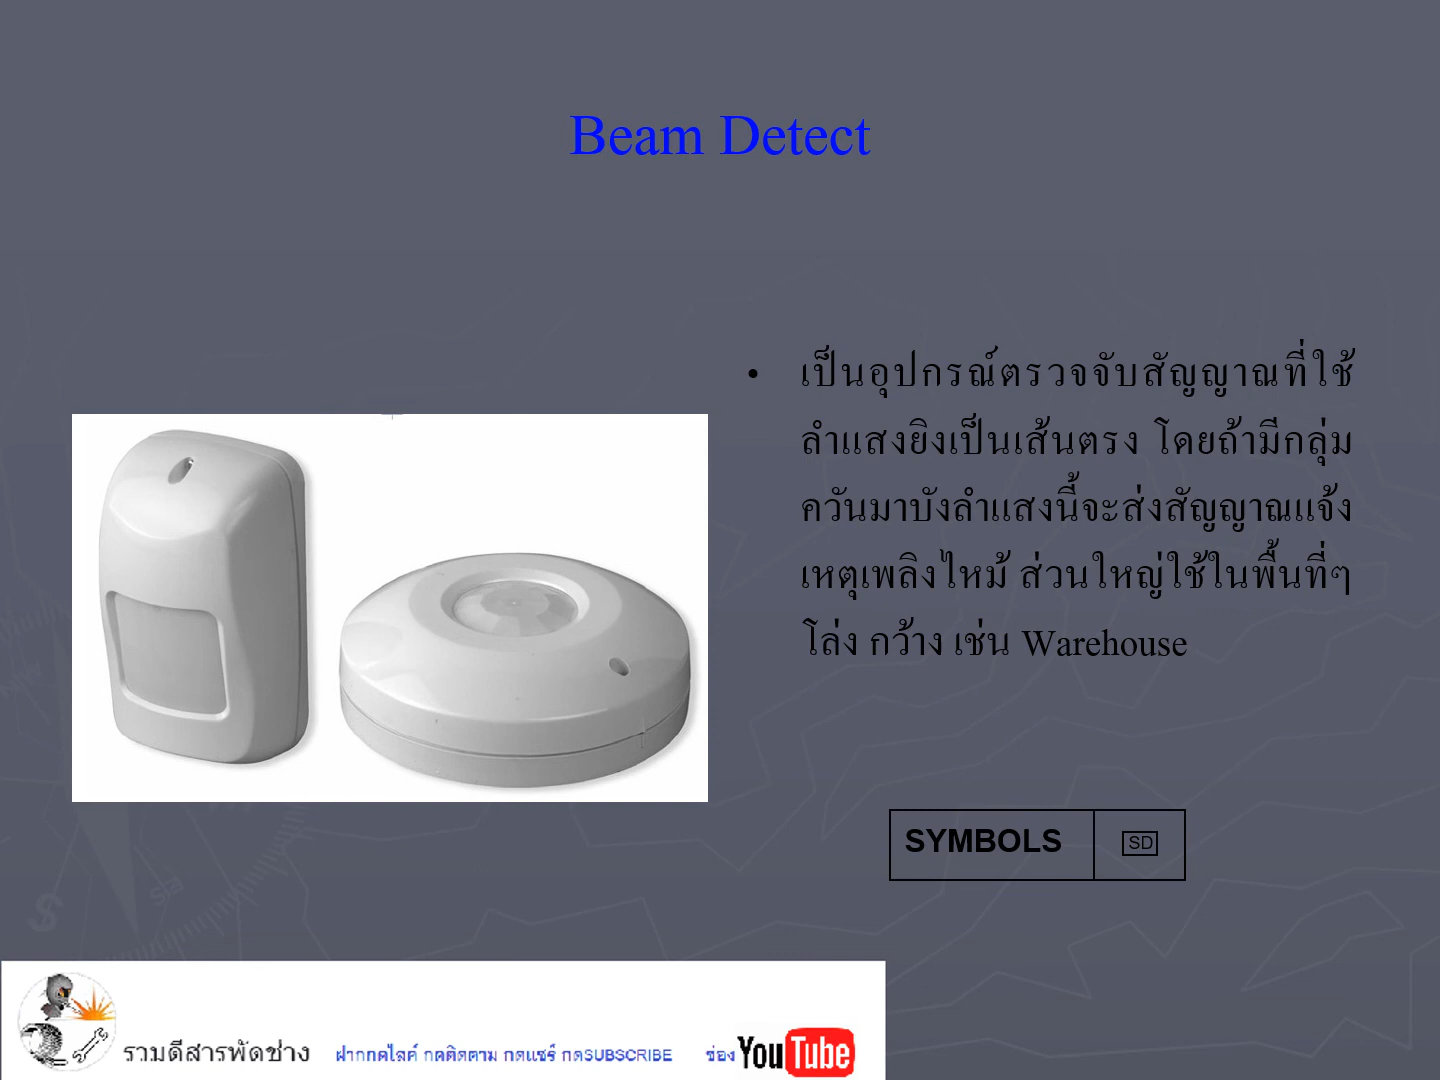 Beam Detect
• เป็นอุปกรณ์ตรวจจับสัญญาณที่ใช้
ลำแสงยิงเป็นเส้นตรง โดยถ้ามีกลุ่ม
ควันมาบังลำแสงนี้จะส่งสัญญาณแจ้ง
เหตุเพลิงไหม้ ส่วนใหญ่ใช้ในพื้นที่ๆ
โล่ง กว้าง เช่น Warehouse
SYMBOLS SD
รวมดีสารพัดช่าง ฝากกดไลค์ กดติดตาม กดแชร์ กดSUBSCRIBE ช่อง YouTube